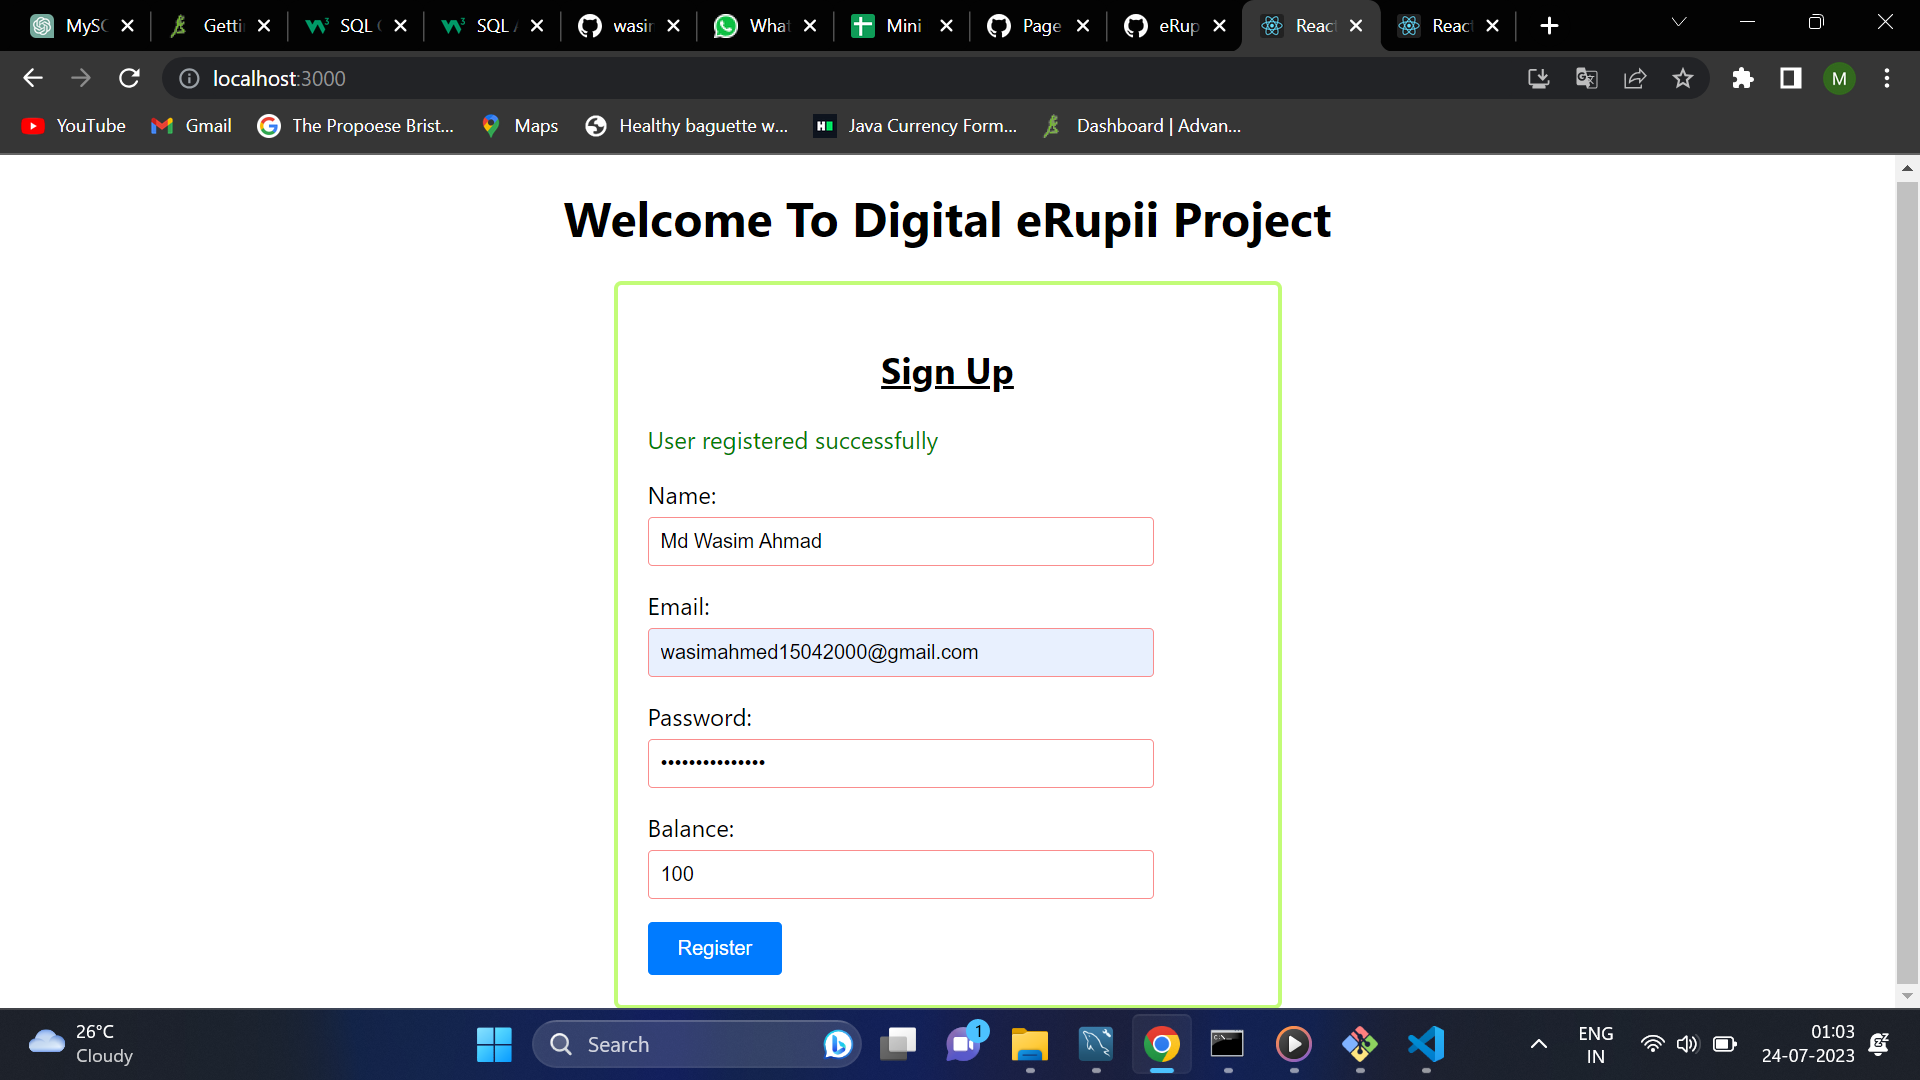 MyS
Getti
SQL
SQL
wasir
What
Mini
Page
eRup
React
React
localhost:3000
M
YouTube
Gmail
The Propoese Brist...
Maps
Healthy baguette w...
Java Currency Form...
Dashboard | Advan...
Welcome To Digital eRupii Project
Sign Up
User registered successfully
Name:
Md Wasim Ahmad
Email:
wasimahmed15042000@gmail.com
Password:
•••••••••••••••
Balance:
100
Register
26°C
Cloudy
Search
1
ENG
IN
01:03
24-07-2023